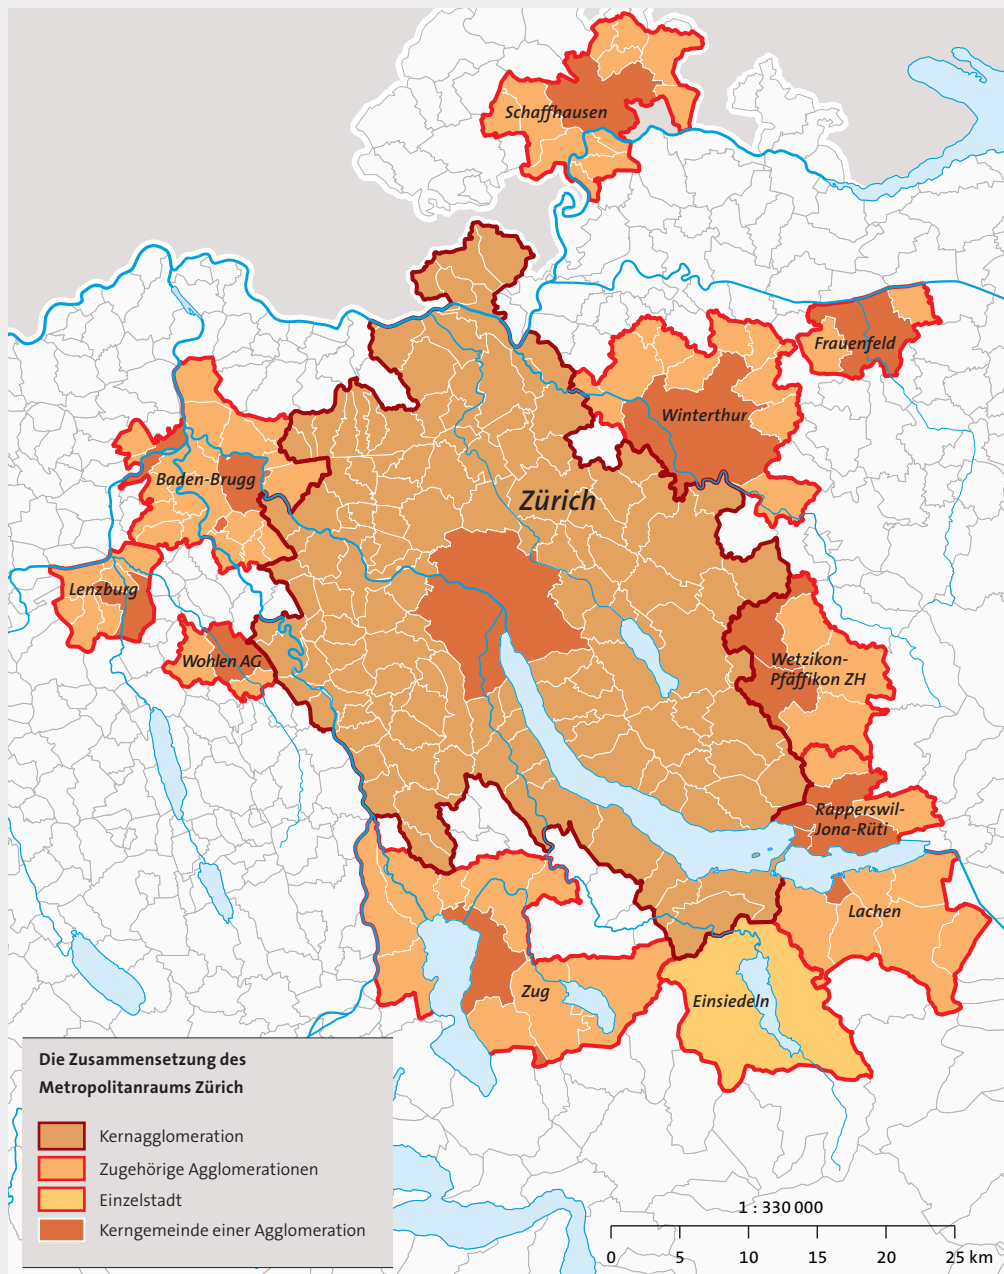 Schaffhausen
Frauenfeld
Winterthur
Baden-Brugg
Zürich
Lenzburg
Wohlen AG
Wetzikon-
Pfäffikon ZH
Rapperswil-
Jona-Rüti
Lachen
Zug
Einsiedeln
Die Zusammensetzung des
Metropolitanraums Zürich
Kernagglomeration
Zugehörige Agglomerationen
Einzelstadt
Kerngemeinde einer Agglomeration
1 : 330 000
0 5 10 15 20 25 km